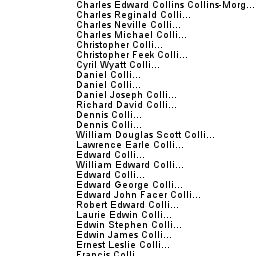 Charles Edward Collins Collins-Morg...
Charles Reginald Colli...
Charles Neville Colli...
Charles Michael Colli...
Christopher Colli...
Christopher Feek Colli...
Cyril Wyatt Colli...
Daniel Colli...
Daniel Colli...
Daniel Joseph Colli...
Richard David Colli...
Dennis Colli...
Dennis Colli...
William Douglas Scott Colli...
Lawrence Earle Colli...
Edward Colli...
William Edward Colli...
Edward Colli...
Edward George Colli...
Edward John Facer Colli...
Robert Edward Colli...
Laurie Edwin Colli...
Edwin Stephen Colli...
Edwin James Colli...
Ernest Leslie Colli...
Francis Colli